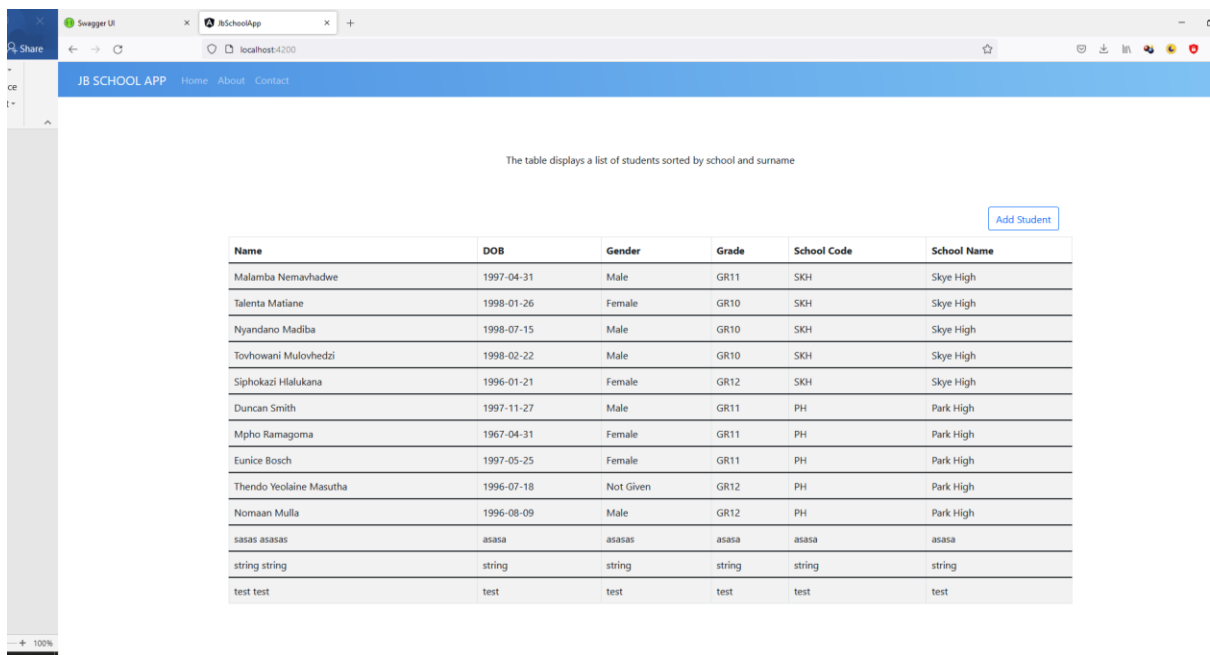 Swagger UI × JbSchoolApp × +
Share
localhost:4200
ce
JB SCHOOL APP Home About Contact
The table displays a list of students sorted by school and surname
Add Student
Name DOB Gender Grade School Code School Name
Malamba Nemavhadwe 1997-04-31 Male GR11 SKH Skye High
Talenta Matiane 1998-01-26 Female GR10 SKH Skye High
Nyandano Madiba 1998-07-15 Male GR10 SKH Skye High
Tovhowani Mulovhedzi 1998-02-22 Male GR10 SKH Skye High
Siphokazi Hlalukana 1996-01-21 Female GR12 SKH Skye High
Duncan Smith 1997-11-27 Male GR11 PH Park High
Mpho Ramagoma 1967-04-31 Female GR11 PH Park High
Eunice Bosch 1997-05-25 Female GR11 PH Park High
Thendo Yeolaine Masutha 1996-07-18 Not Given GR12 PH Park High
Nomaan Mulla 1996-08-09 Male GR12 PH Park High
sasas asasas asasa asasas asasa asasa asasa
string string string string string string string
test test test test test test test
100%